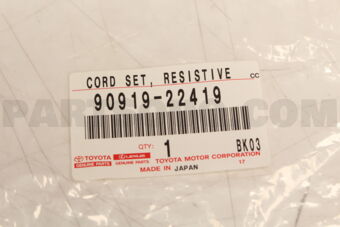 CORD SET, RESISTIVE CC
90919-22419
QTY: 1 BK03
TOYOTA LEXUS TOYOTA MOTOR CORPORATION
GENUINE PARTS GENUINE PARTS 17
MADE IN JAPAN